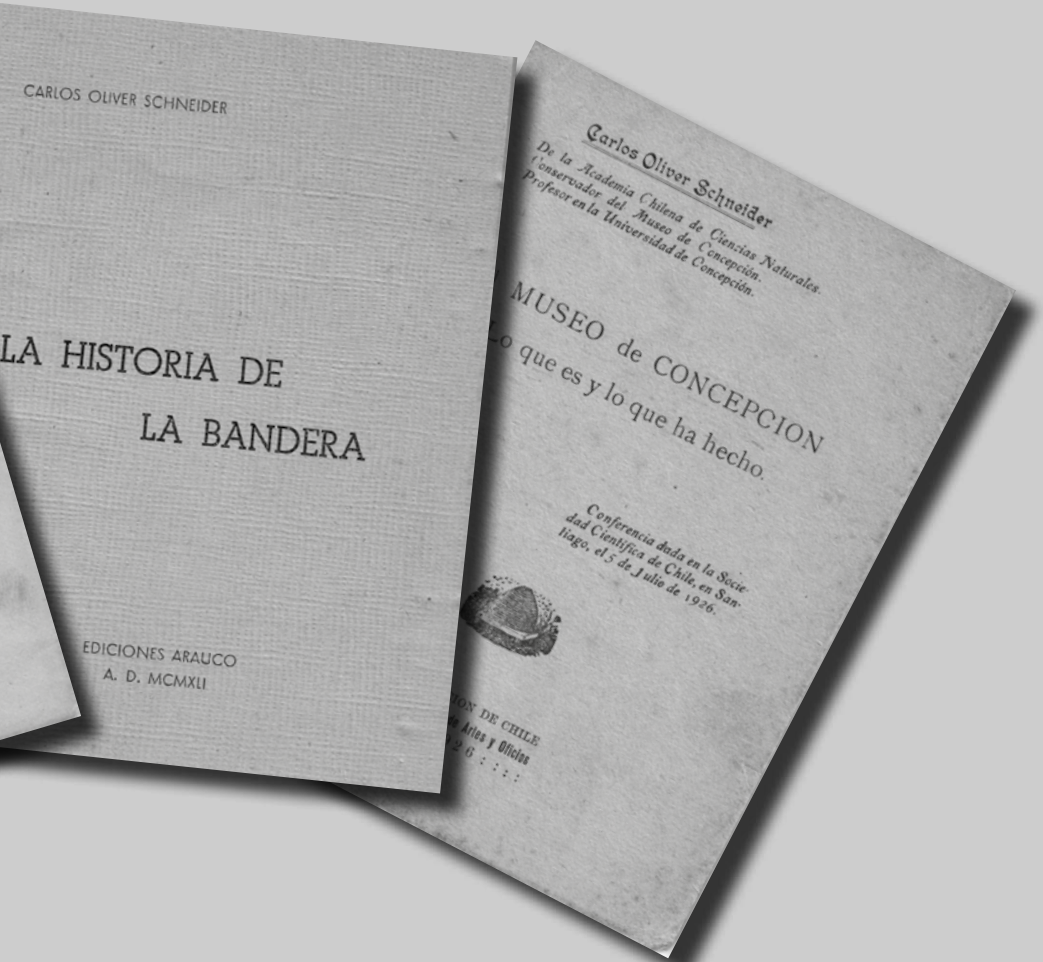 CARLOS OLIVER SCHNEIDER
LA HISTORIA DE
LA BANDERA
EDICIONES ARAUCO
A. D. MCMXLI
Carlos Oliver Schneider
De la Academia Chilena de Ciencias Naturales.
Conservador del Museo de Concepción.
Profesor en la Universidad de Concepción.
MUSEO de CONCEPCION
Lo que es y lo que ha hecho.
Conferencia dada en la Socie-
dad Científica de Chile, en San-
tiago, el 5 de Julio de 1926.
ION DE CHILE
de Artes y Oficios
26 : : : :